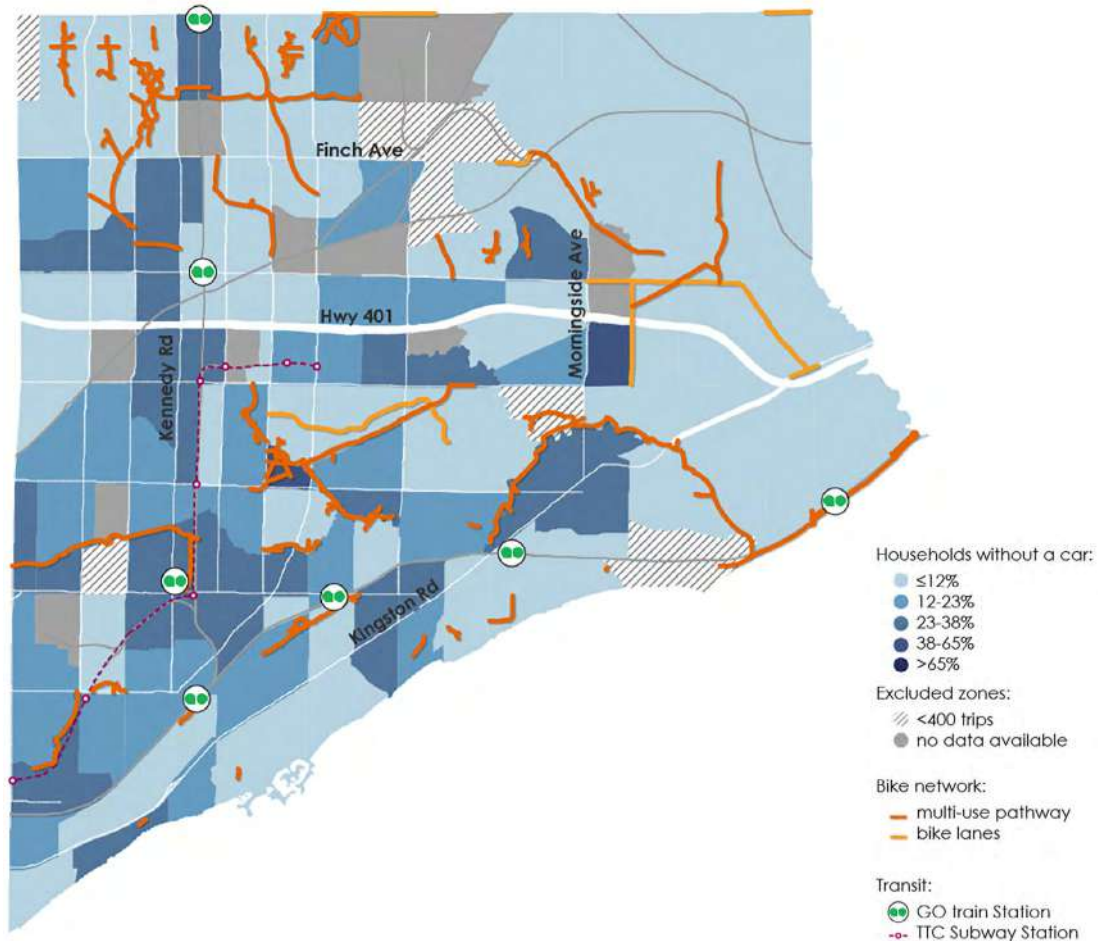 Finch Ave
Hwy 401
Morningside Ave
Kennedy Rd
Kingston Rd
Households without a car:
≤12%
12-23%
23-38%
38-65%
>65%
Excluded zones:
<400 trips
no data available
Bike network:
multi-use pathway
bike lanes
Transit:
GO train Station
TTC Subway Station